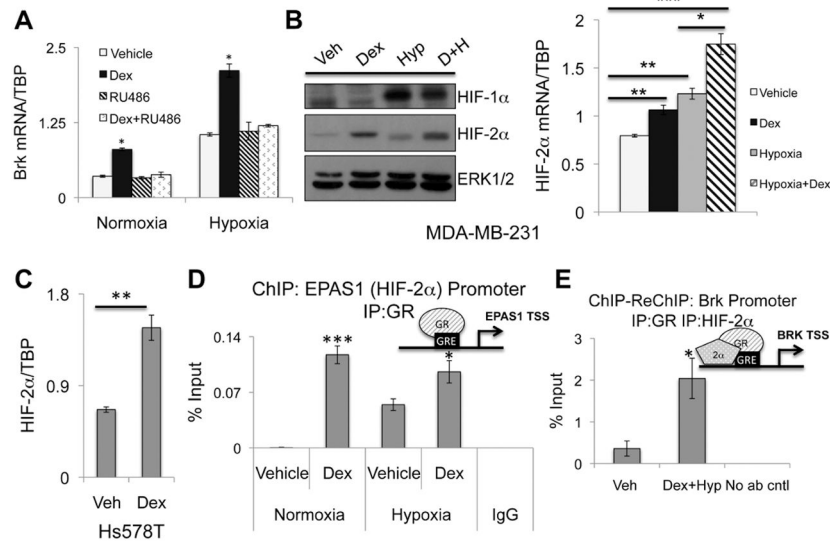 A
Brk mRNA/TBP
2.5
1.25
0
Vehicle
Dex
RU486
Dex+RU486
*
*
Normoxia
Hypoxia
B
Veh
Dex
Hyp
D+H
HIF-1α
HIF-2α
ERK1/2
MDA-MB-231
HIF-2α mRNA/TBP
2
1.5
1
0.5
0
*
**
**
Vehicle
Dex
Hypoxia
Hypoxia+Dex
C
HIF-2α/TBP
1.8
0.9
0
**
Veh
Dex
Hs578T
D
ChIP: EPAS1 (HIF-2α) Promoter
IP:GR
% Input
0.14
0.07
0
***
*
GR
GRE
EPAS1 TSS
Vehicle
Dex
Vehicle
Dex
Normoxia
Hypoxia
IgG
E
ChIP-ReChIP: Brk Promoter
IP:GR IP:HIF-2α
% Input
3
2
1
0
*
GR
2α
GRE
BRK TSS
Veh
Dex+Hyp
No ab cntl